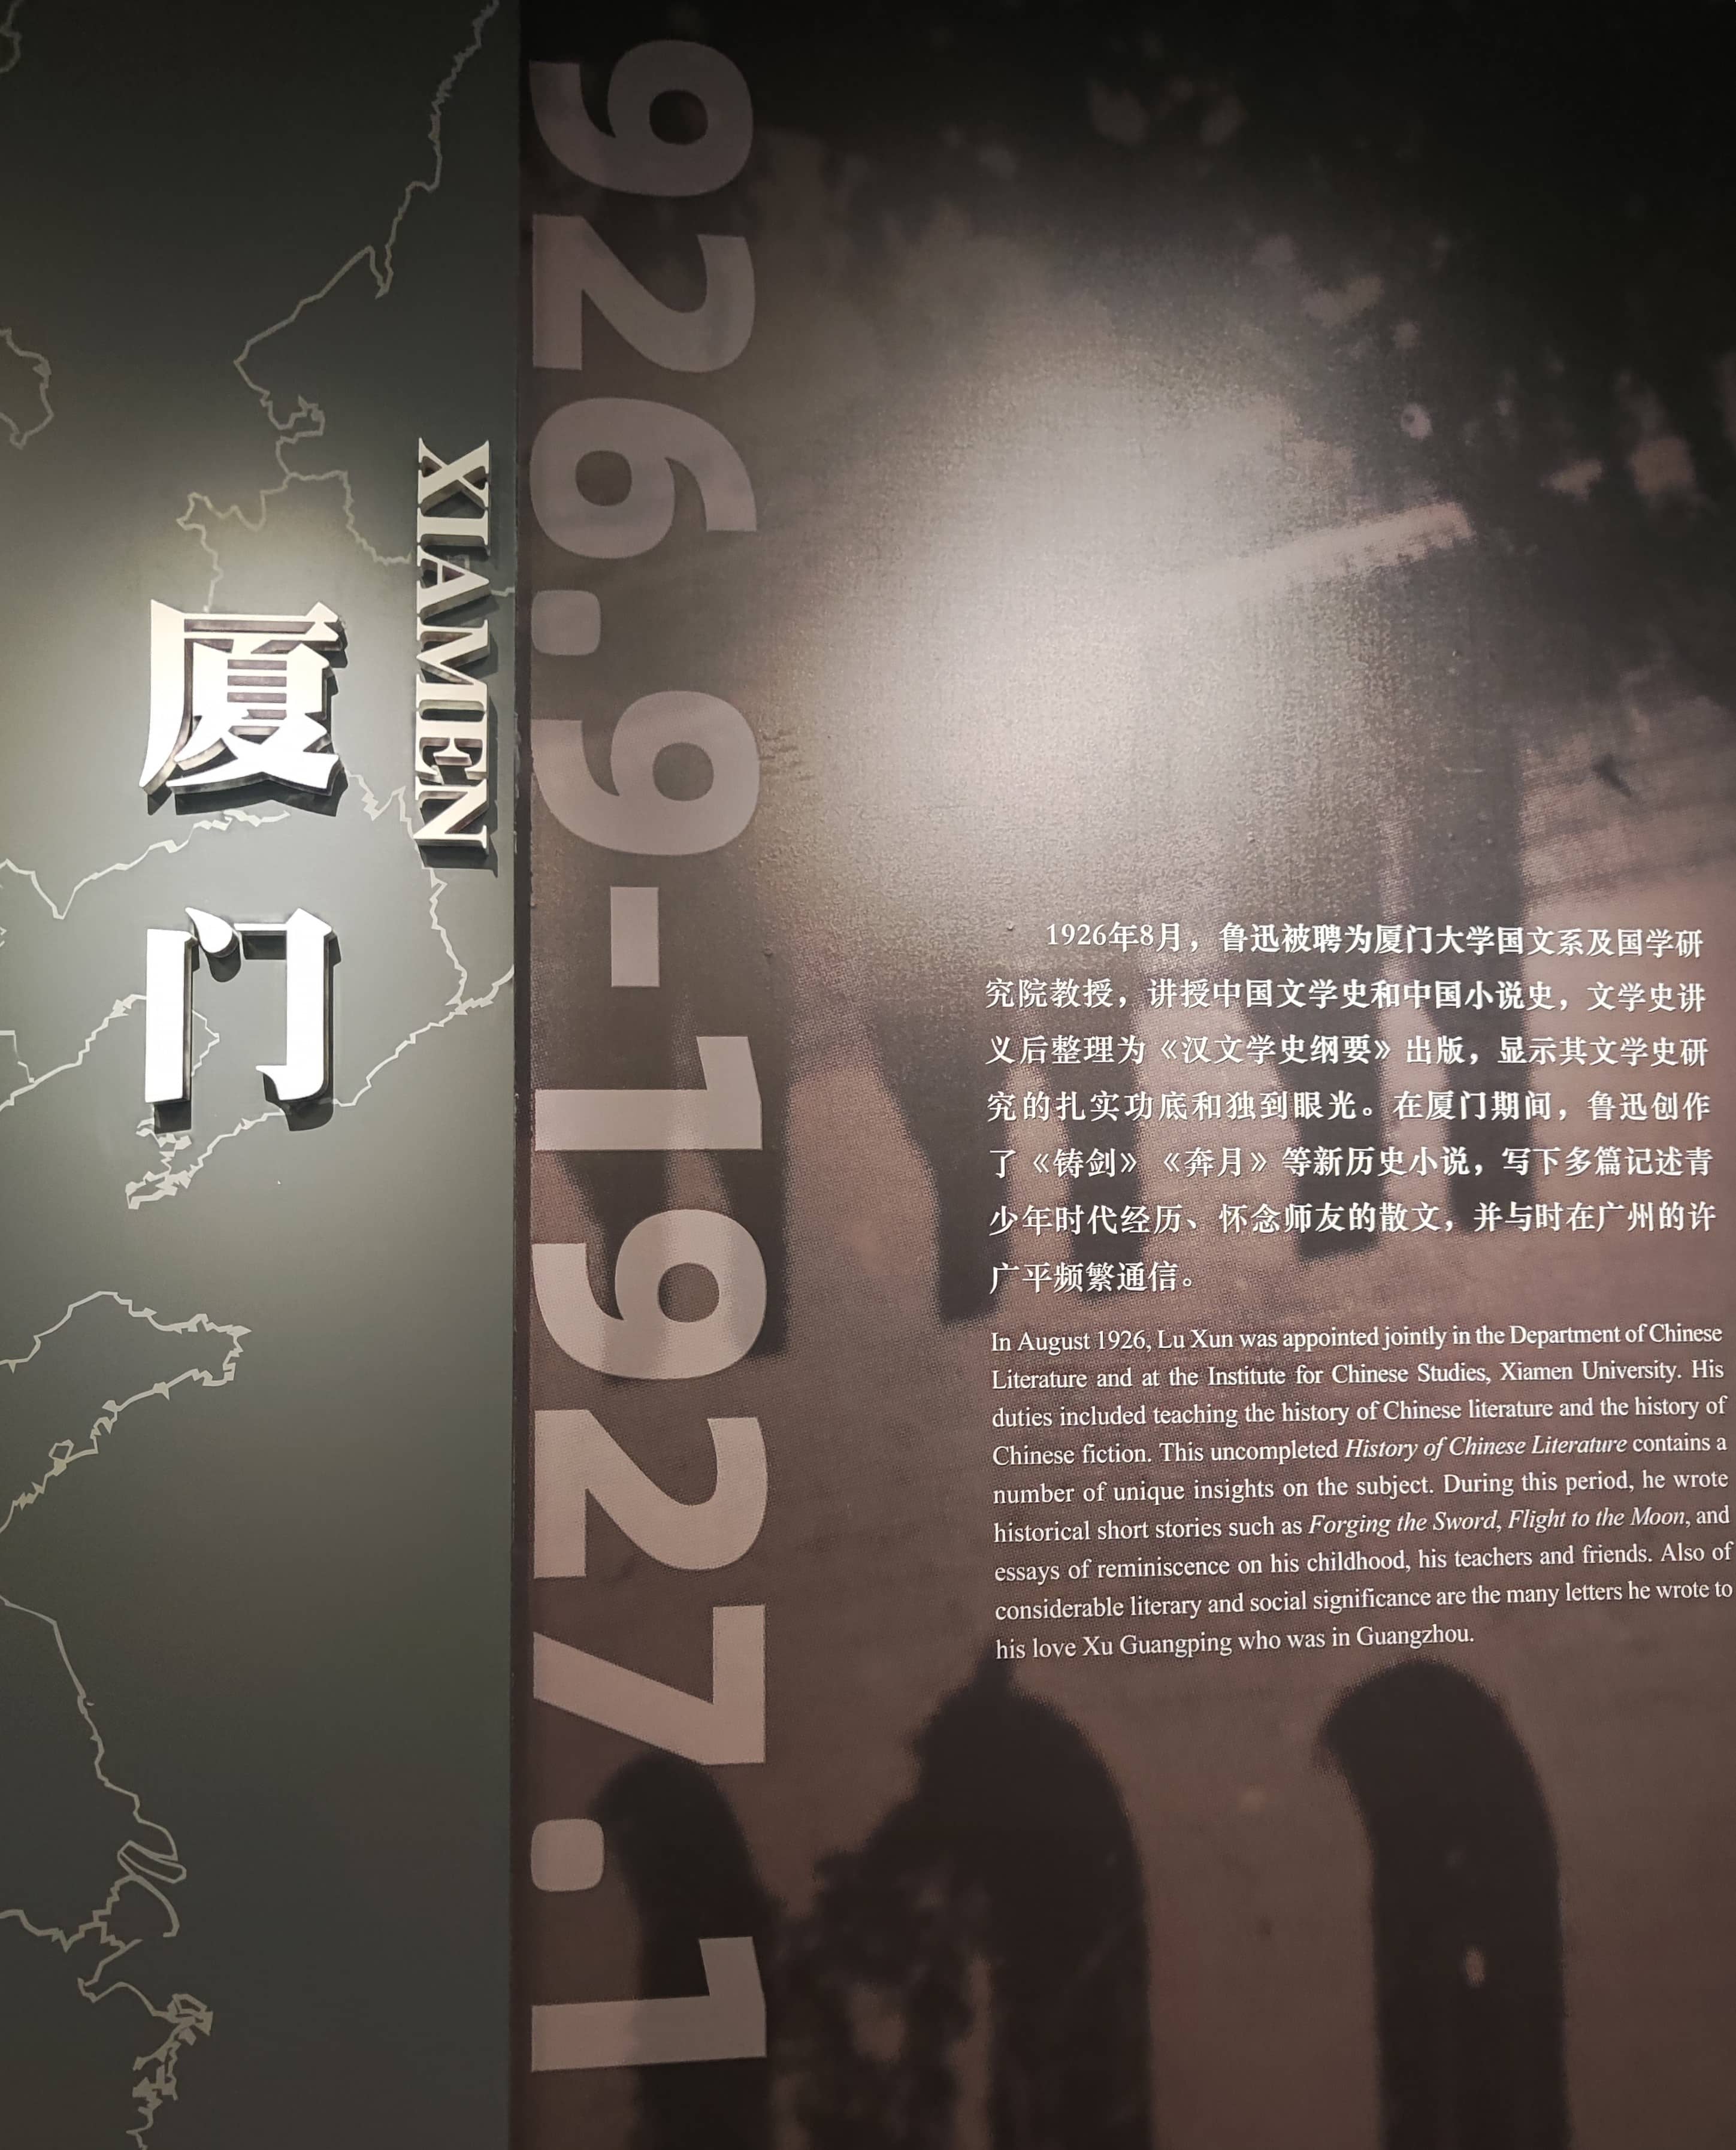 厦门
XIAMEN
926.9-1927.1
1926年8月，鲁迅被聘为厦门大学国文系及国学研
究院教授，讲授中国文学史和中国小说史，文学史讲
义后整理为《汉文学史纲要》出版，显示其文学史研
究的扎实功底和独到眼光。在厦门期间，鲁迅创作
了《铸剑》《奔月》等新历史小说，写下多篇记述青
少年时代经历、怀念师友的散文，并与时在广州的许
广平频繁通信。
In August 1926, Lu Xun was appointed jointly in the Department of Chinese
Literature and at the Institute for Chinese Studies, Xiamen University. His
duties included teaching the history of Chinese literature and the history of
Chinese fiction. This uncompleted History of Chinese Literature contains a
number of unique insights on the subject. During this period, he wrote
historical short stories such as Forging the Sword, Flight to the Moon, and
essays of reminiscence on his childhood, his teachers and friends. Also of
considerable literary and social significance are the many letters he wrote to
his love Xu Guangping who was in Guangzhou.